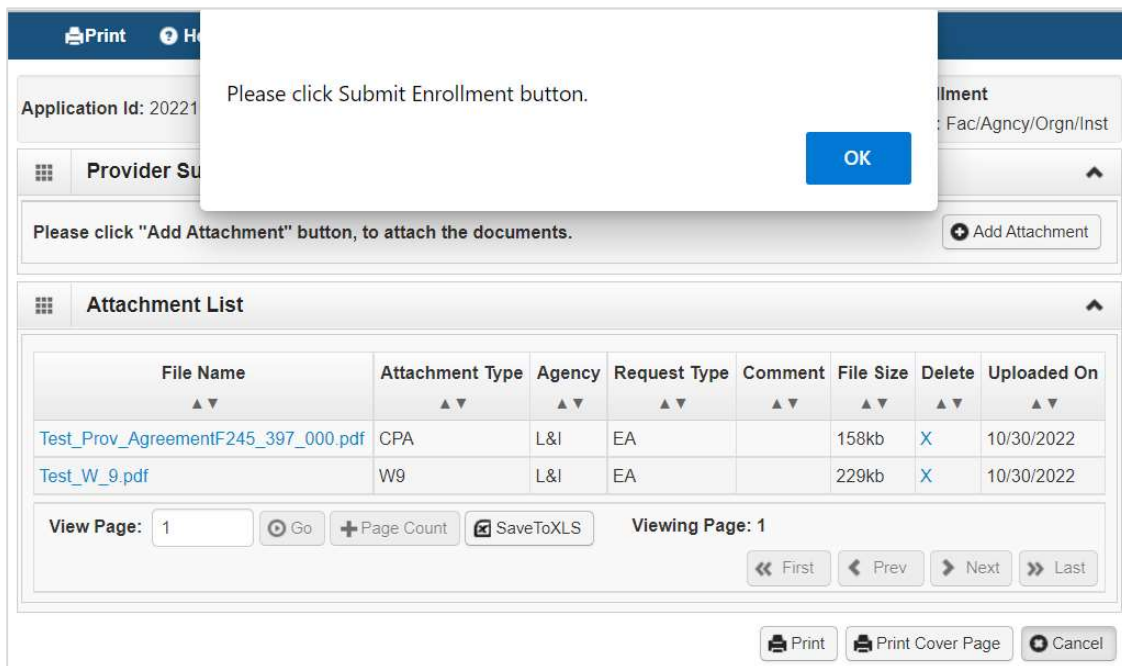 Print H
Please click Submit Enrollment button.
OK
Application Id: 20221
: Fac/Agncy/Orgn/Inst
Provider Su
Please click "Add Attachment" button, to attach the documents.
Add Attachment
Attachment List
File Name Attachment Type Agency Request Type Comment File Size Delete Uploaded On
Test_Prov_AgreementF245_397_000.pdf CPA L&I EA 158kb X 10/30/2022
Test_W_9.pdf W9 L&I EA 229kb X 10/30/2022
View Page: 1 Go Page Count SaveToXLS Viewing Page: 1
First Prev Next Last
Print Print Cover Page Cancel